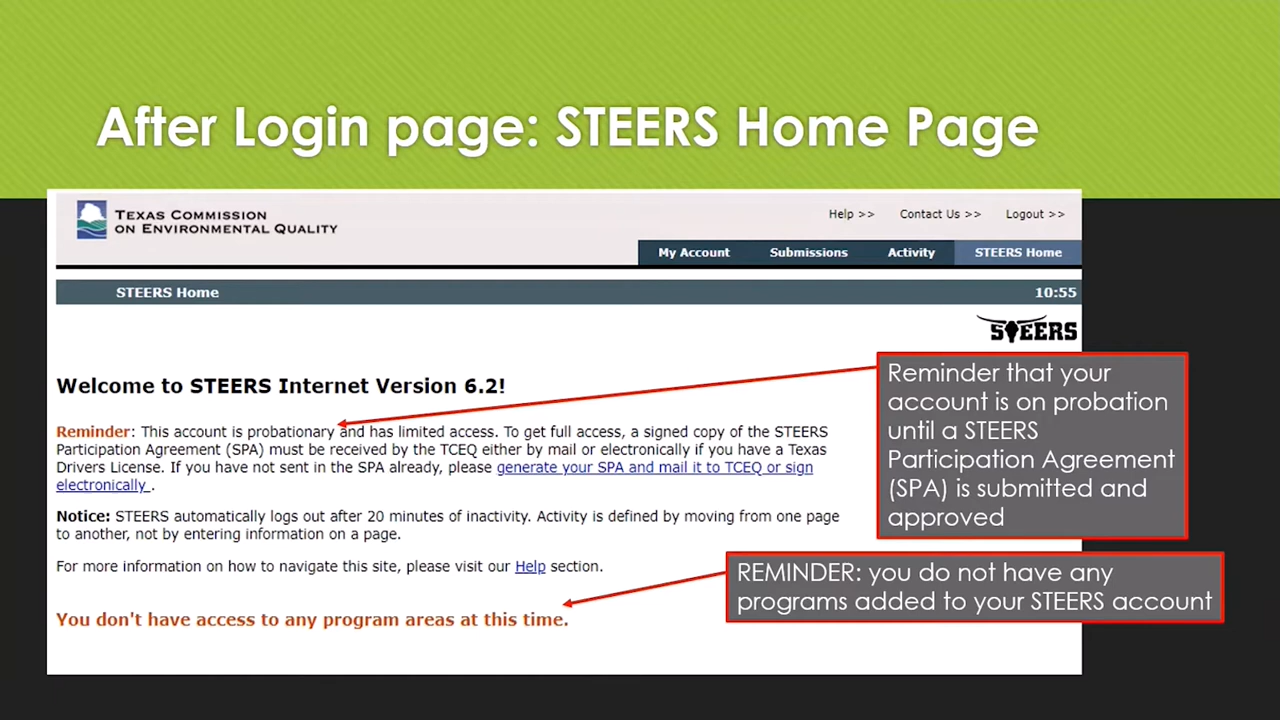 After Login page: STEERS Home Page
TEXAS COMMISSION
ON ENVIRONMENTAL QUALITY
Help >> Contact Us >> Logout >>
My Account Submissions Activity STEERS Home
STEERS Home 10:55
STEERS
Welcome to STEERS Internet Version 6.2!
Reminder: This account is probationary and has limited access. To get full access, a signed copy of the STEERS
Participation Agreement (SPA) must be received by the TCEQ either by mail or electronically if you have a Texas
Drivers License. If you have not sent in the SPA already, please generate your SPA and mail it to TCEQ or sign
electronically .
Notice: STEERS automatically logs out after 20 minutes of inactivity. Activity is defined by moving from one page
to another, not by entering information on a page.
For more information on how to navigate this site, please visit our Help section.
You don't have access to any program areas at this time.
Reminder that your
account is on probation
until a STEERS
Participation Agreement
(SPA) is submitted and
approved
REMINDER: you do not have any
programs added to your STEERS account